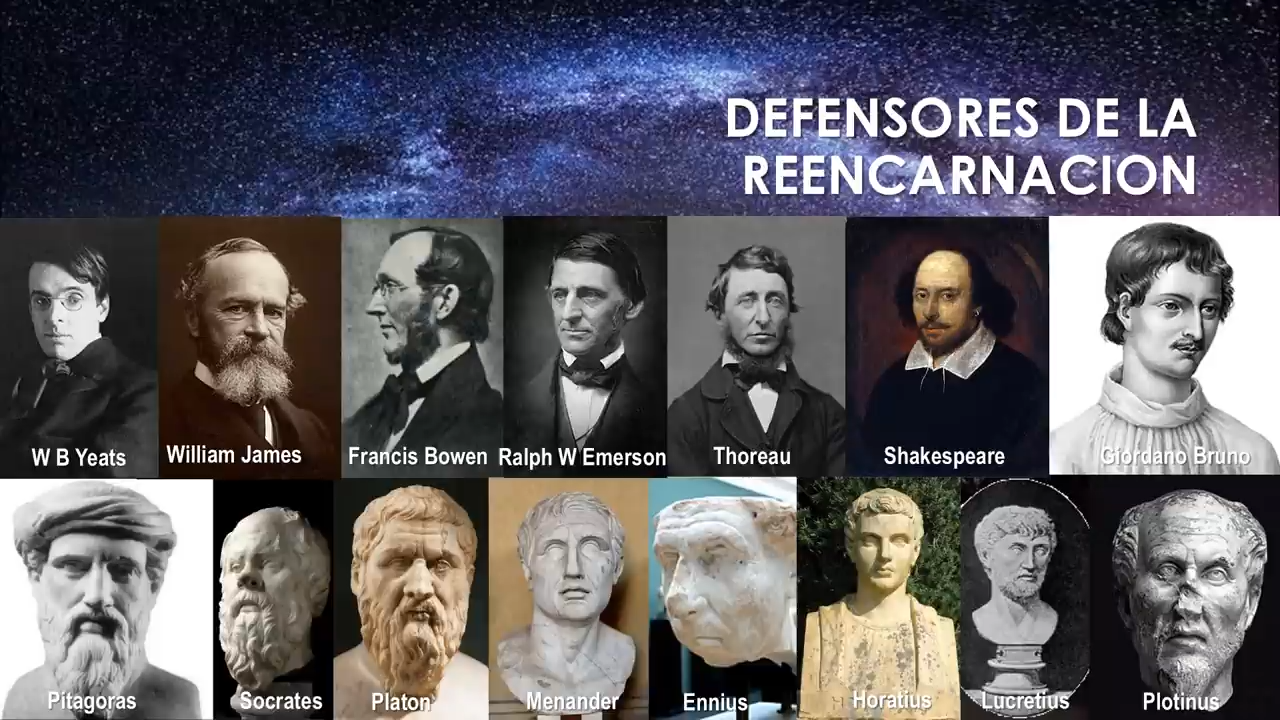 DEFENSORES DE LA
REENCARNACION
W B Yeats
William James
Francis Bowen
Ralph W Emerson
Thoreau
Shakespeare
Giordano Bruno
Pitagoras
Socrates
Platon
Menander
Ennius
Horatius
Lucretius
Plotinus